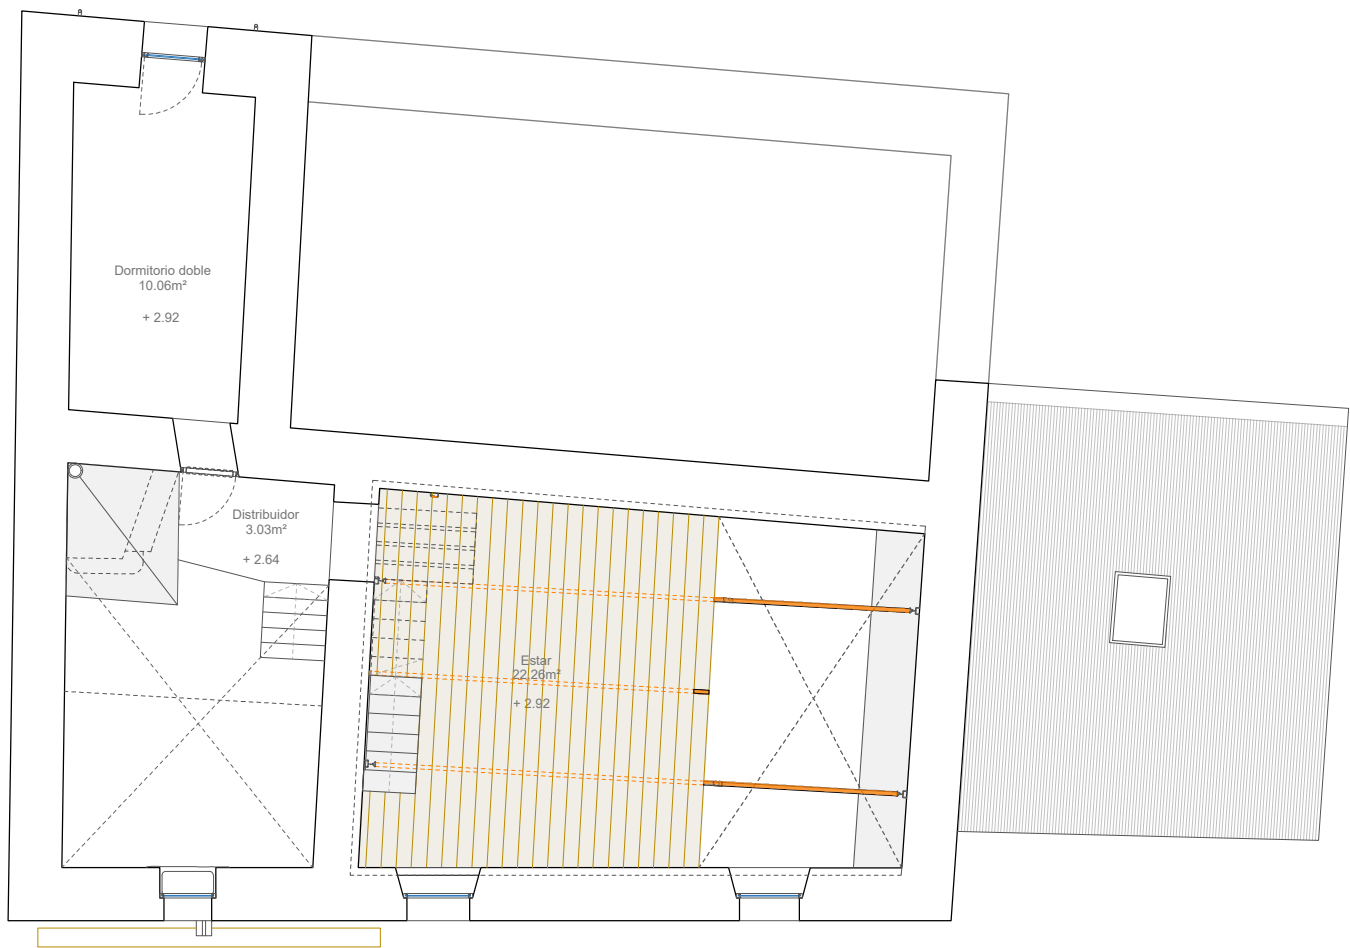 Dormitorio doble
10.06m²
+ 2.92
Distribuidor
3.03m²
+ 2.64
Estar
22.26m²
+ 2.92